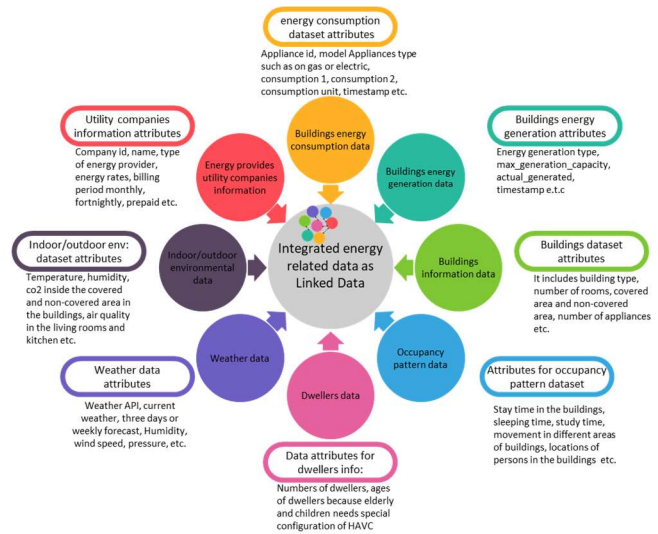 energy consumption
dataset attributes
Appliance id, model Appliances type
such as on gas or electric,
consumption 1, consumption 2,
consumption unit, timestamp etc.
Utility companies
information attributes
Company id, name, type
of energy provider,
energy rates, billing
period monthly,
fortnightly, prepaid etc.
Buildings energy
consumption data
Buildings energy
generation attributes
Energy generation type,
max_generation_capacity,
actual_generated,
timestamp e.t.c
Energy provides
utility companies
information
Buildings energy
generation data
Indoor/outdoor env:
dataset attributes
Temperature, humidity,
co2 inside the covered
and non-covered area in
the buildings, air quality
in the living rooms and
kitchen etc.
Indoor/outdoor
environmental
data
Integrated energy
related data as
Linked Data
Buildings
information data
Buildings dataset
attributes
It includes building type,
number of rooms, covered
area and non-covered
area, number of appliances
etc.
Weather data
attributes
Weather API, current
weather, three days or
weekly forecast, Humidity,
wind speed, pressure, etc.
Weather data
Dwellers data
Occupancy
pattern data
Attributes for occupancy
pattern dataset
Stay time in the buildings,
sleeping time, study time,
movement in different areas
of buildings, locations of
persons in the buildings etc.
Data attributes for
dwellers info:
Numbers of dwellers, ages
of dwellers because elderly
and children needs special
configuration of HAVC